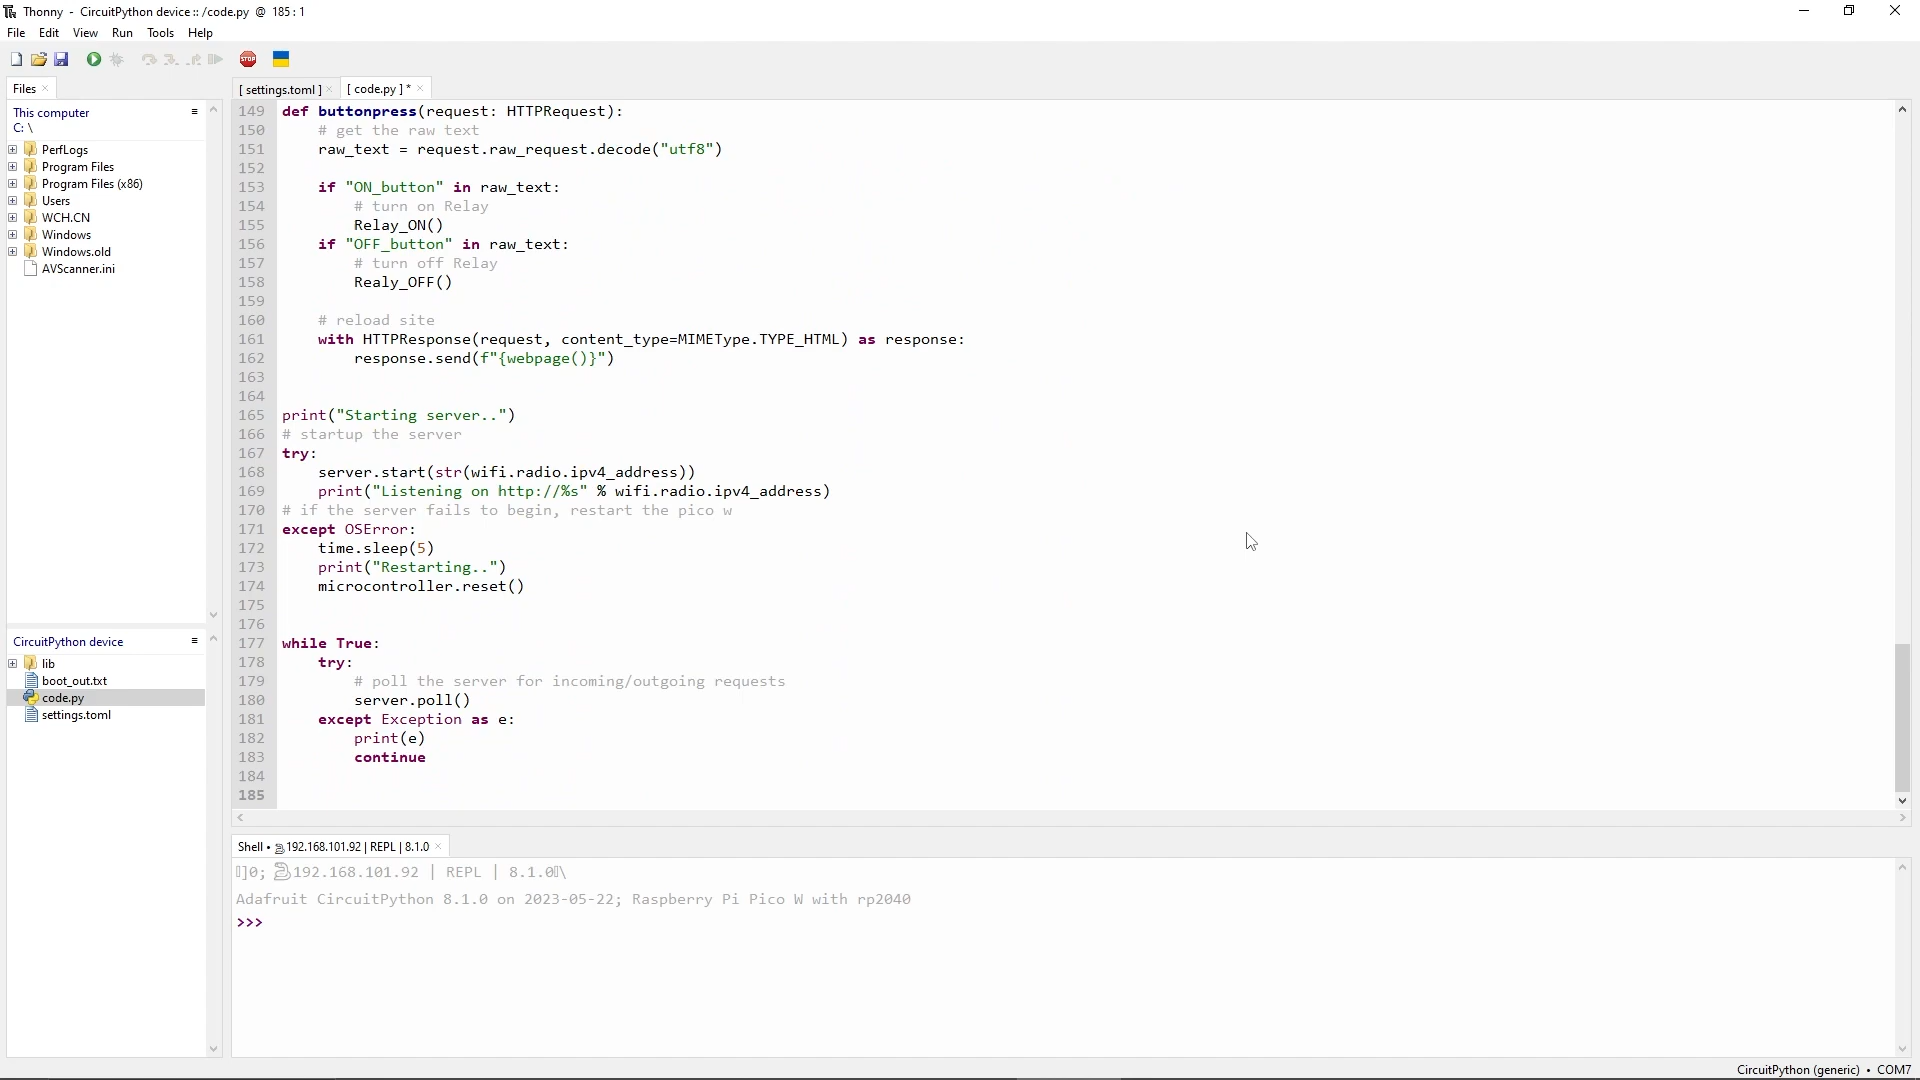 Thonny - CircuitPython device :: /code.py @ 185 : 1
File Edit View Run Tools Help
STOP
Files
[ settings.toml ] [ code.py ] *
This computer
C: \
PerfLogs
Program Files
Program Files (x86)
Users
WCH.CN
Windows
Windows.old
AVScanner.ini
CircuitPython device
lib
boot_out.txt
code.py
settings.toml
149 def buttonpress(request: HTTPRequest):
150     # get the raw text
151     raw_text = request.raw_request.decode("utf8")
152
153     if "ON_button" in raw_text:
154         # turn on Relay
155         Relay_ON()
156     if "OFF_button" in raw_text:
157         # turn off Relay
158         Realy_OFF()
159
160     # reload site
161     with HTTPResponse(request, content_type=MIMEType.TYPE_HTML) as response:
162         response.send(f"{webpage()}")
163
164
165 print("Starting server..")
166 # startup the server
167 try:
168     server.start(str(wifi.radio.ipv4_address))
169     print("Listening on http://%s" % wifi.radio.ipv4_address)
170 # if the server fails to begin, restart the pico w
171 except OSError:
172     time.sleep(5)
173     print("Restarting..")
174     microcontroller.reset()
175
176
177 while True:
178     try:
179         # poll the server for incoming/outgoing requests
180         server.poll()
181     except Exception as e:
182         print(e)
183         continue
184
185
Shell • 192.168.101.92 | REPL | 8.1.0
]0; 192.168.101.92 | REPL | 8.1.0\
Adafruit CircuitPython 8.1.0 on 2023-05-22; Raspberry Pi Pico W with rp2040
>>>
CircuitPython (generic) • COM7